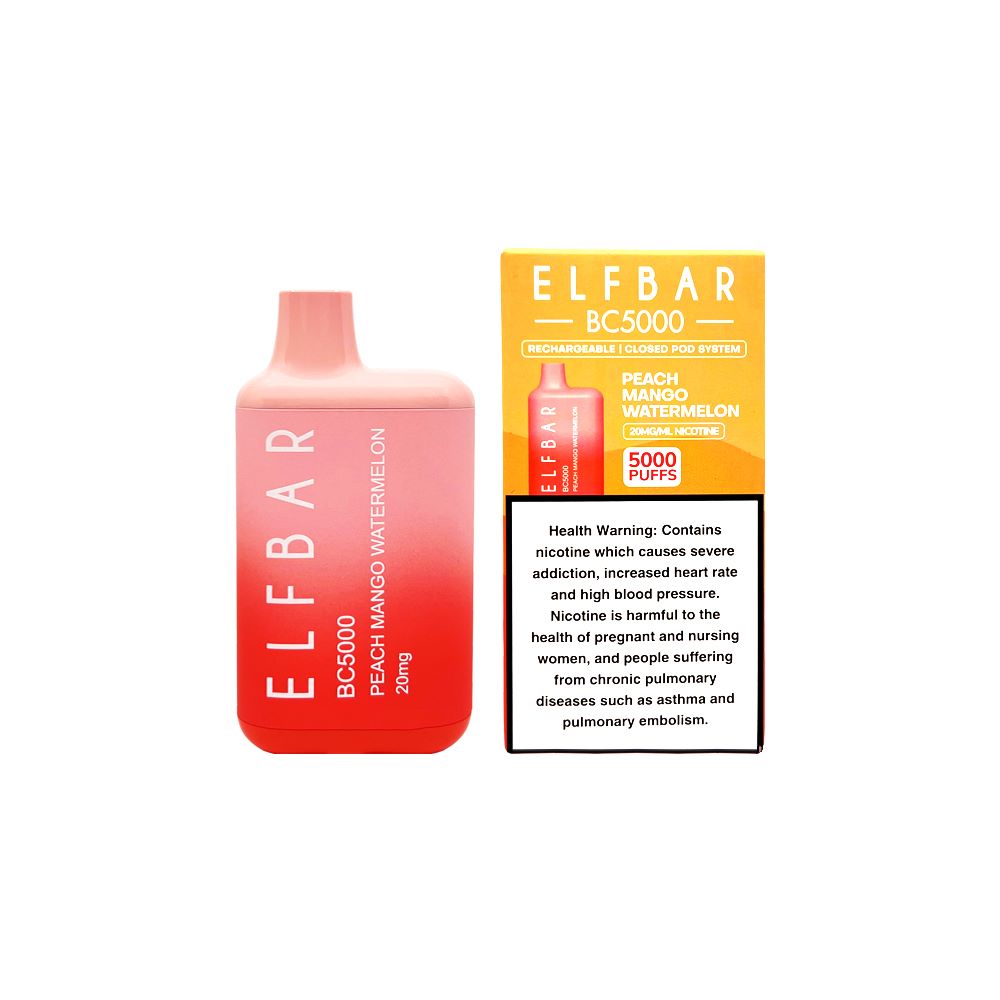 ELFBAR
BC5000
PEACH MANGO WATERMELON
20mg
ELFBAR
BC5000
RECHARGEABLE | CLOSED POD SYSTEM
PEACH
MANGO
WATERMELON
20MG/ML NICOTINE
5000
PUFFS
ELFBAR
BC5000
PEACH MANGO WATERMELON
Health Warning: Contains
nicotine which causes severe
addiction, increased heart rate
and high blood pressure.
Nicotine is harmful to the
health of pregnant and nursing
women, and people suffering
from chronic pulmonary
diseases such as asthma and
pulmonary embolism.